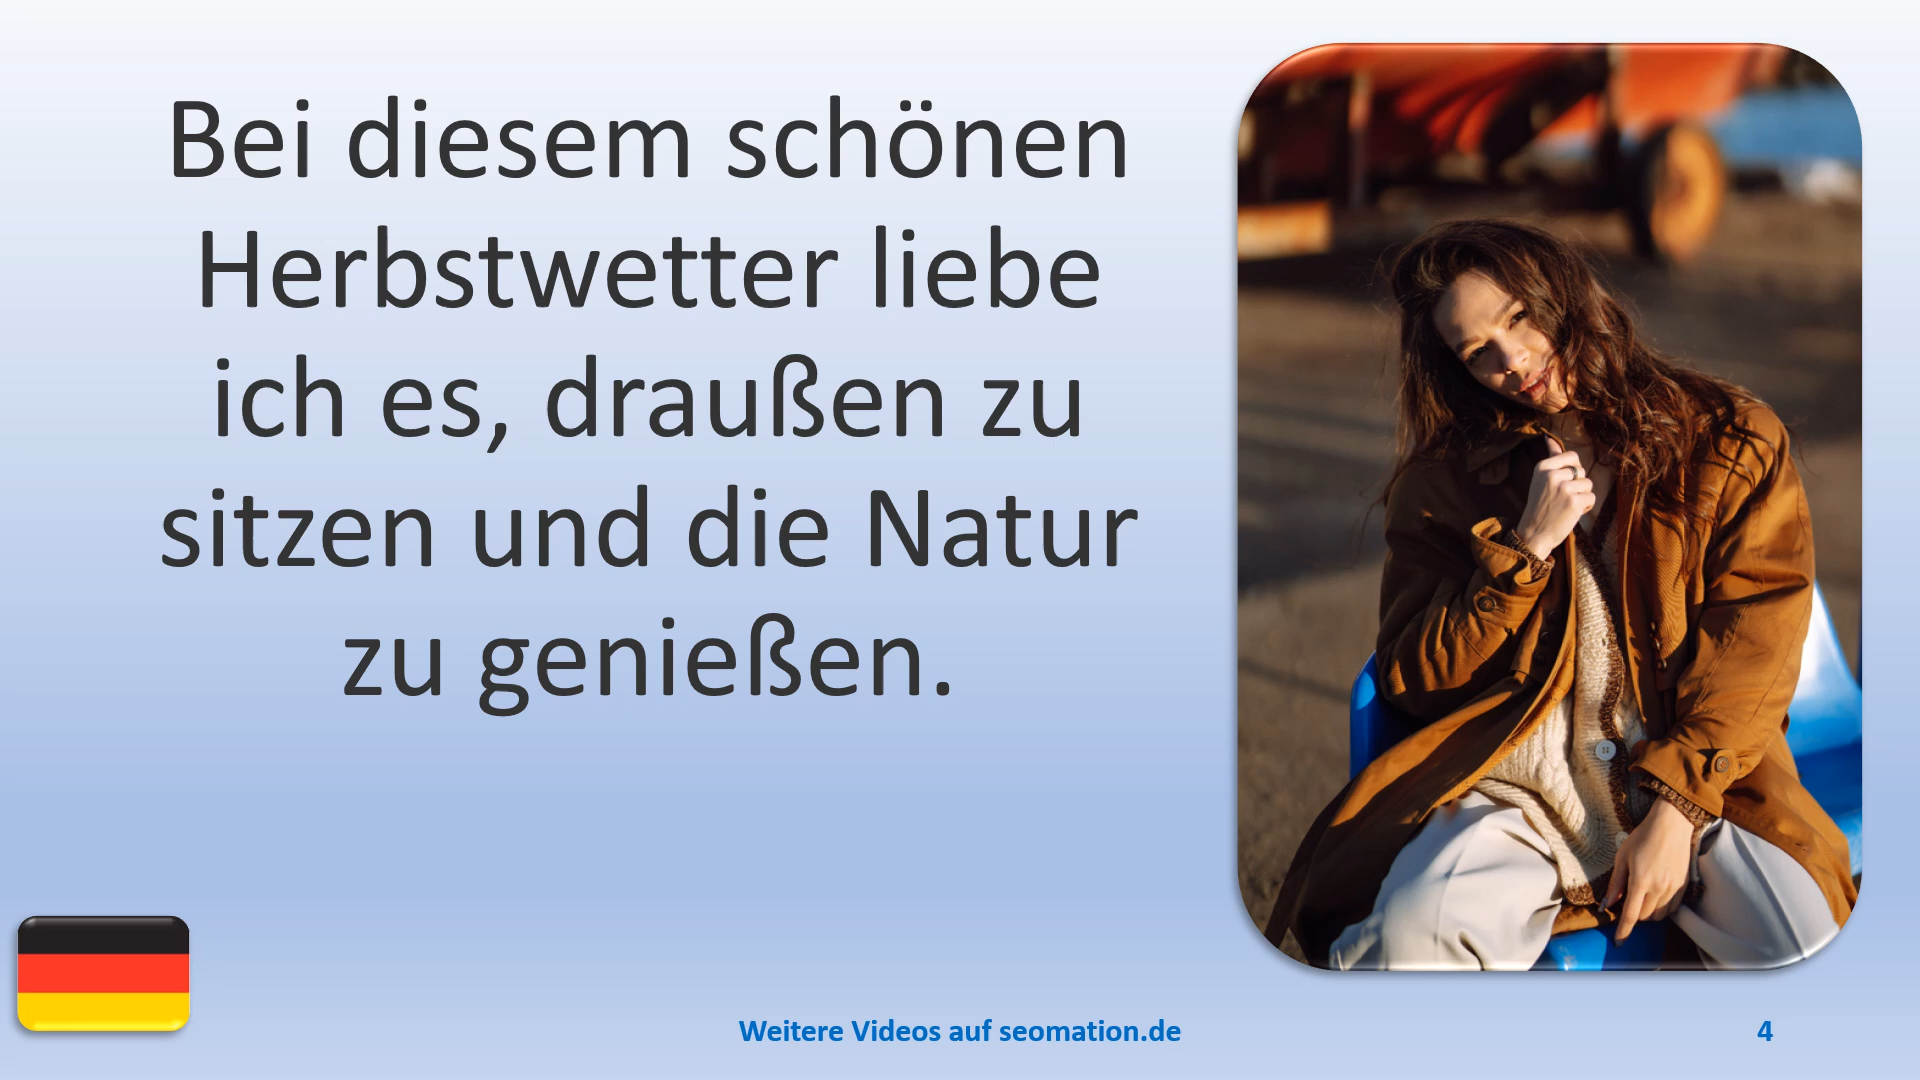 Bei diesem schönen
Herbstwetter liebe
ich es, draußen zu
sitzen und die Natur
zu genießen.
Weitere Videos auf seomation.de
4